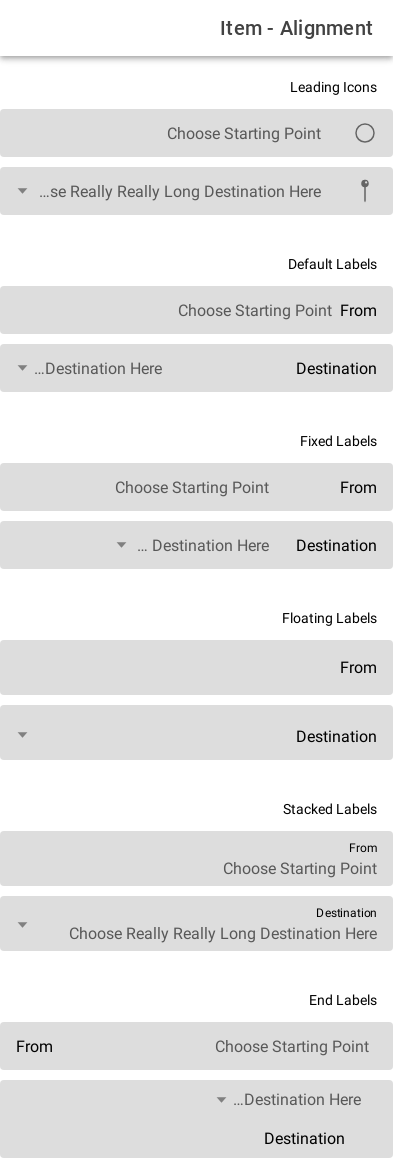 Item - Alignment
Leading Icons
Choose Starting Point
...se Really Really Long Destination Here
Default Labels
From Choose Starting Point
Destination ...Destination Here
Fixed Labels
From Choose Starting Point
Destination ... Destination Here
Floating Labels
From
Destination
Stacked Labels
From
Choose Starting Point
Destination
Choose Really Really Long Destination Here
End Labels
Choose Starting Point From
...Destination Here
Destination